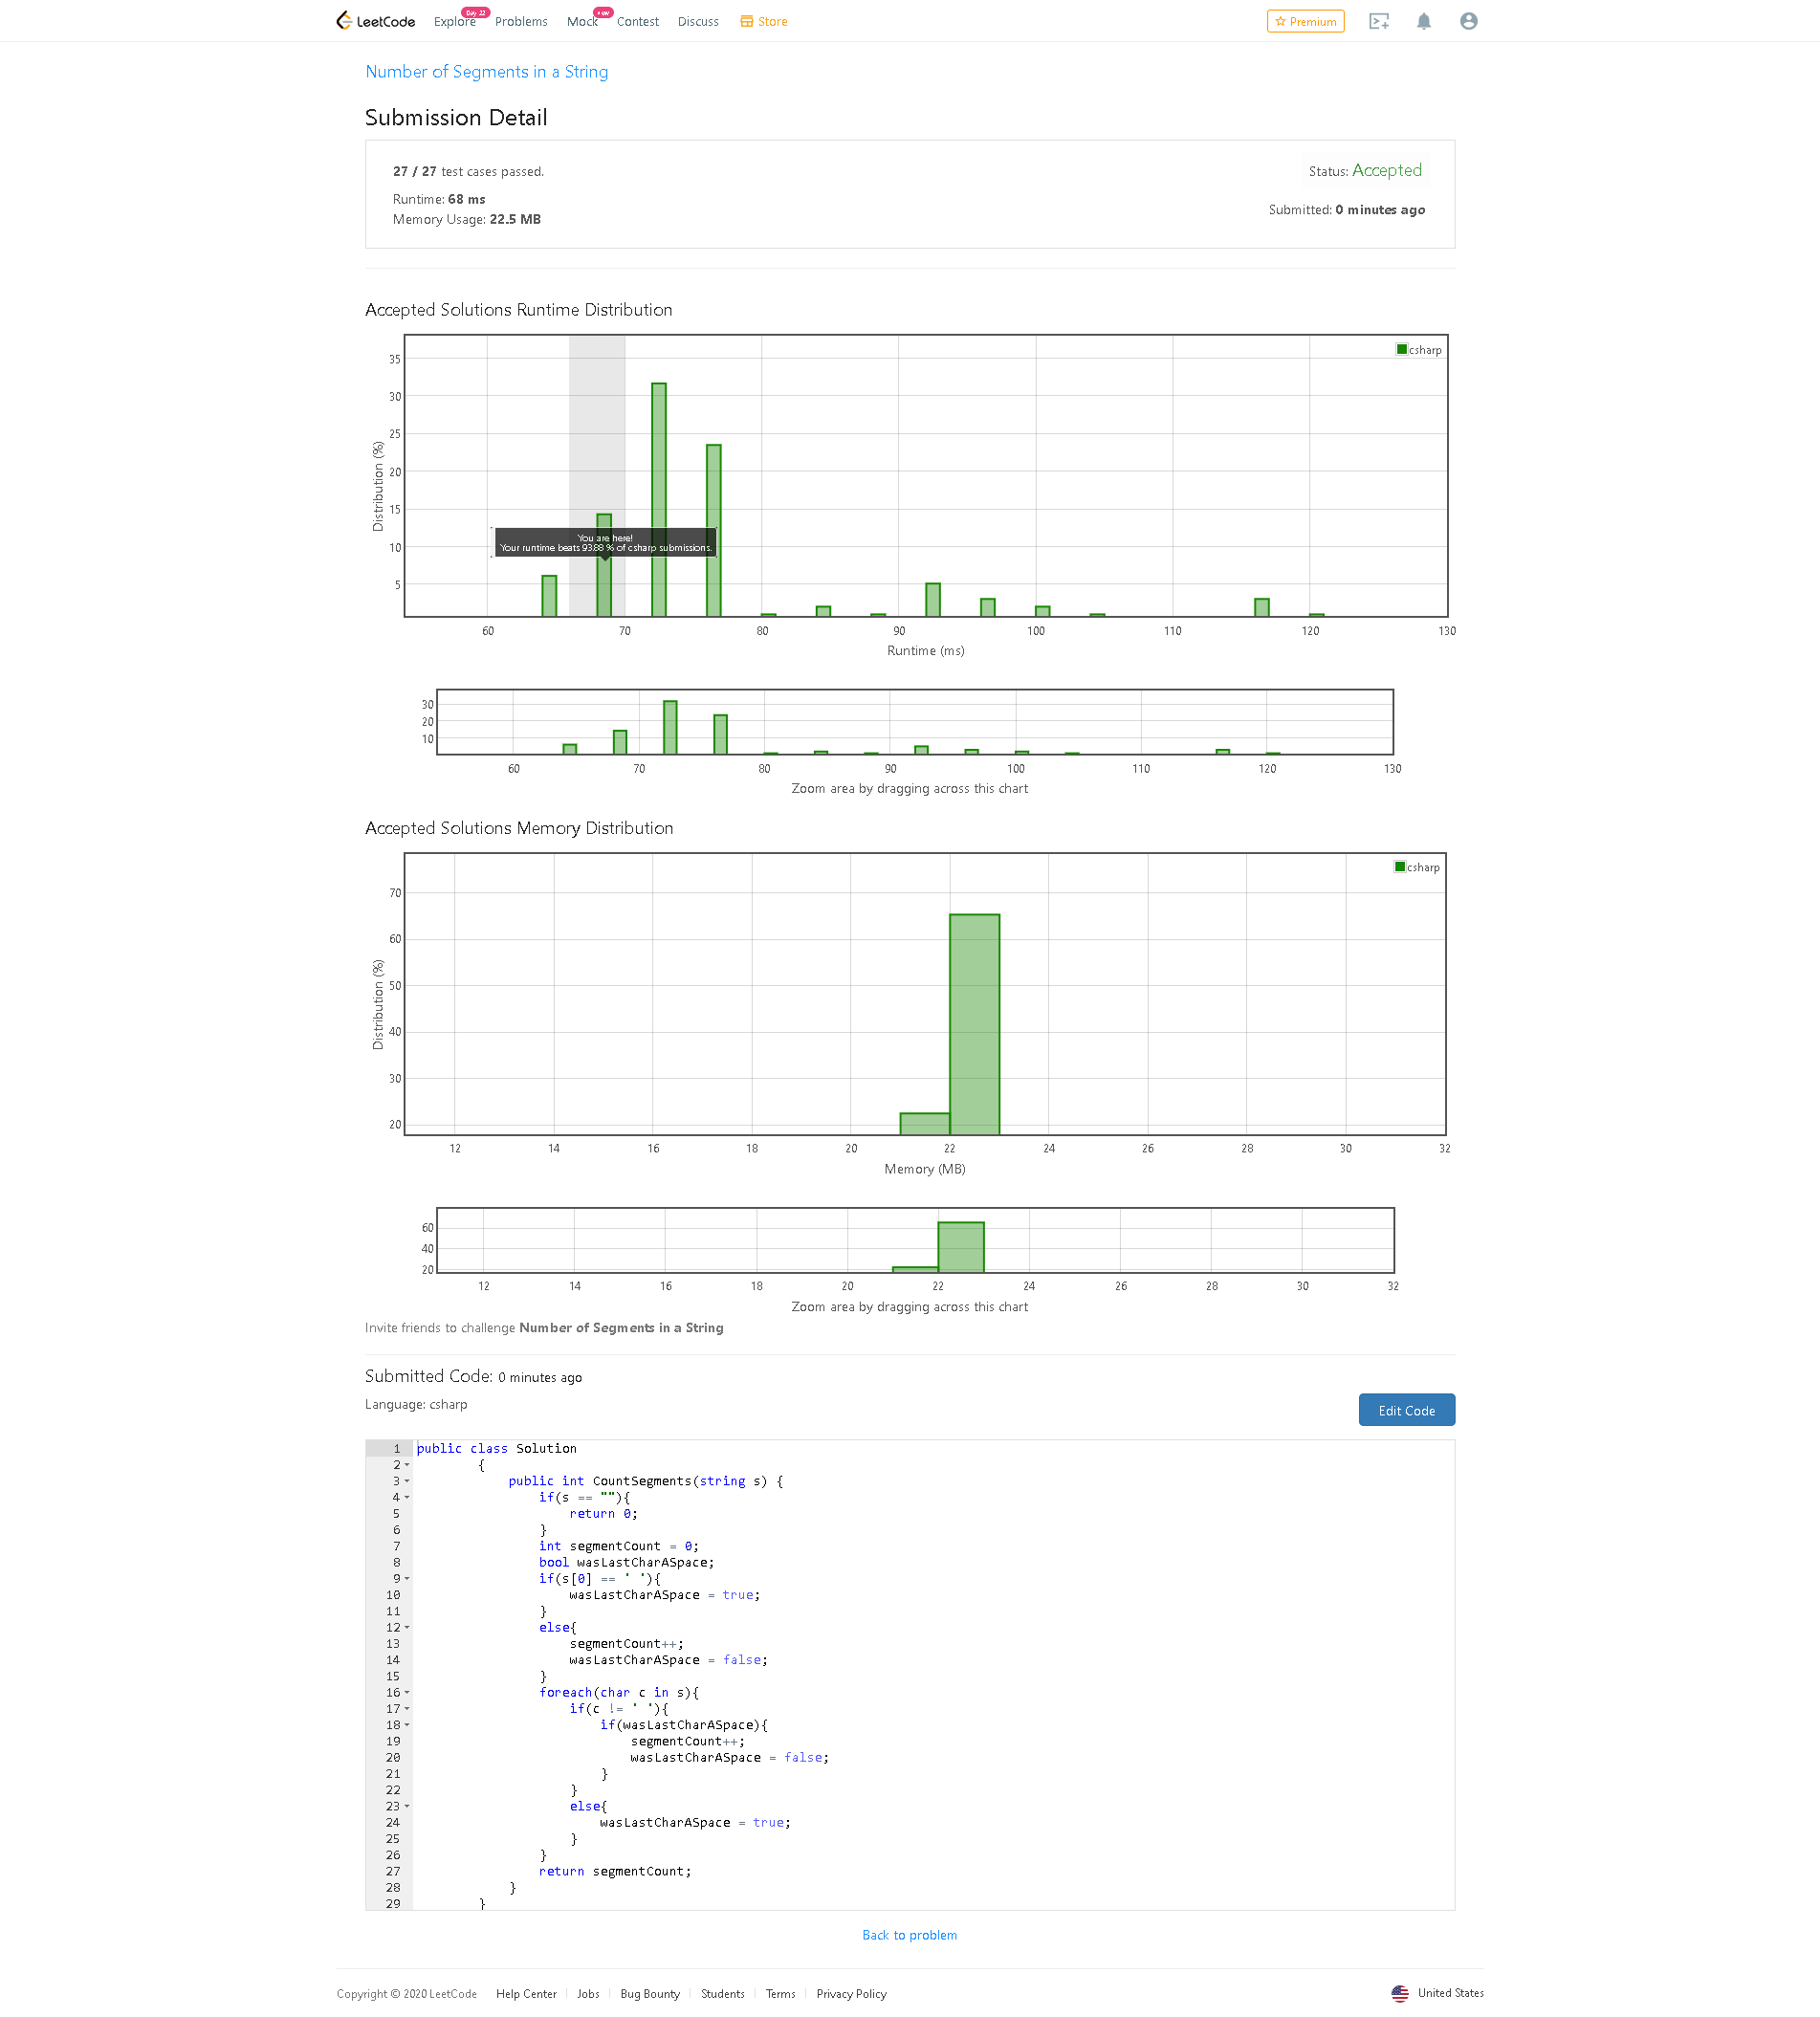 LeetCode Explore Day 22 Problems Mock new Contest Discuss Store Premium
Number of Segments in a String
Submission Detail
27 / 27 test cases passed.
Status: Accepted
Runtime: 68 ms
Submitted: 0 minutes ago
Memory Usage: 22.5 MB
Accepted Solutions Runtime Distribution
csharp
35
30
25
20
15
10
5
Distribution (%)
You are here!
Your runtime beats 93.88 % of csharp submissions.
60 70 80 90 100 110 120 130
Runtime (ms)
30
20
10
60 70 80 90 100 110 120 130
Zoom area by dragging across this chart
Accepted Solutions Memory Distribution
csharp
70
60
50
40
30
20
Distribution (%)
12 14 16 18 20 22 24 26 28 30 32
Memory (MB)
60
40
20
12 14 16 18 20 22 24 26 28 30 32
Zoom area by dragging across this chart
Invite friends to challenge Number of Segments in a String
Submitted Code: 0 minutes ago
Language: csharp
Edit Code
1 public class Solution
2 {
3 public int CountSegments(string s) {
4 if(s == ""){
5 return 0;
6 }
7 int segmentCount = 0;
8 bool wasLastCharASpace;
9 if(s[0] == ' '){
10 wasLastCharASpace = true;
11 }
12 else{
13 segmentCount++;
14 wasLastCharASpace = false;
15 }
16 foreach(char c in s){
17 if(c != ' '){
18 if(wasLastCharASpace){
19 segmentCount++;
20 wasLastCharASpace = false;
21 }
22 }
23 else{
24 wasLastCharASpace = true;
25 }
26 }
27 return segmentCount;
28 }
29 }
Back to problem
Copyright © 2020 LeetCode Help Center Jobs Bug Bounty Students Terms Privacy Policy United States